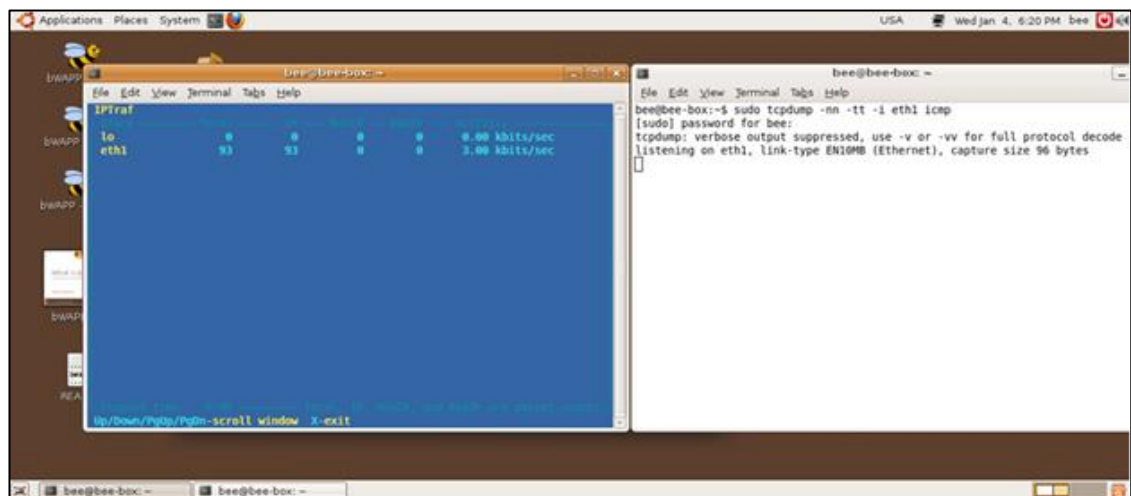 Applications Places System
USA Wed Jan 4, 6:20 PM bee
bWAPP
bee@bee-box: ~
File Edit View Terminal Tabs Help
IPTraf
lo 0 0 0 0 0.00 kbits/sec
eth1 93 93 0 0 3.00 kbits/sec
Up/Down/PgUp/PgDn-scroll window X-exit
bee@bee-box: ~
File Edit View Terminal Tabs Help
bee@bee-box:~$ sudo tcpdump -nn -tt -i eth1 icmp
[sudo] password for bee:
tcpdump: verbose output suppressed, use -v or -vv for full protocol decode
listening on eth1, link-type EN10MB (Ethernet), capture size 96 bytes
bWAPP
bWAPP -
bWAPP
REA
bee@bee-box: ~
bee@bee-box: ~